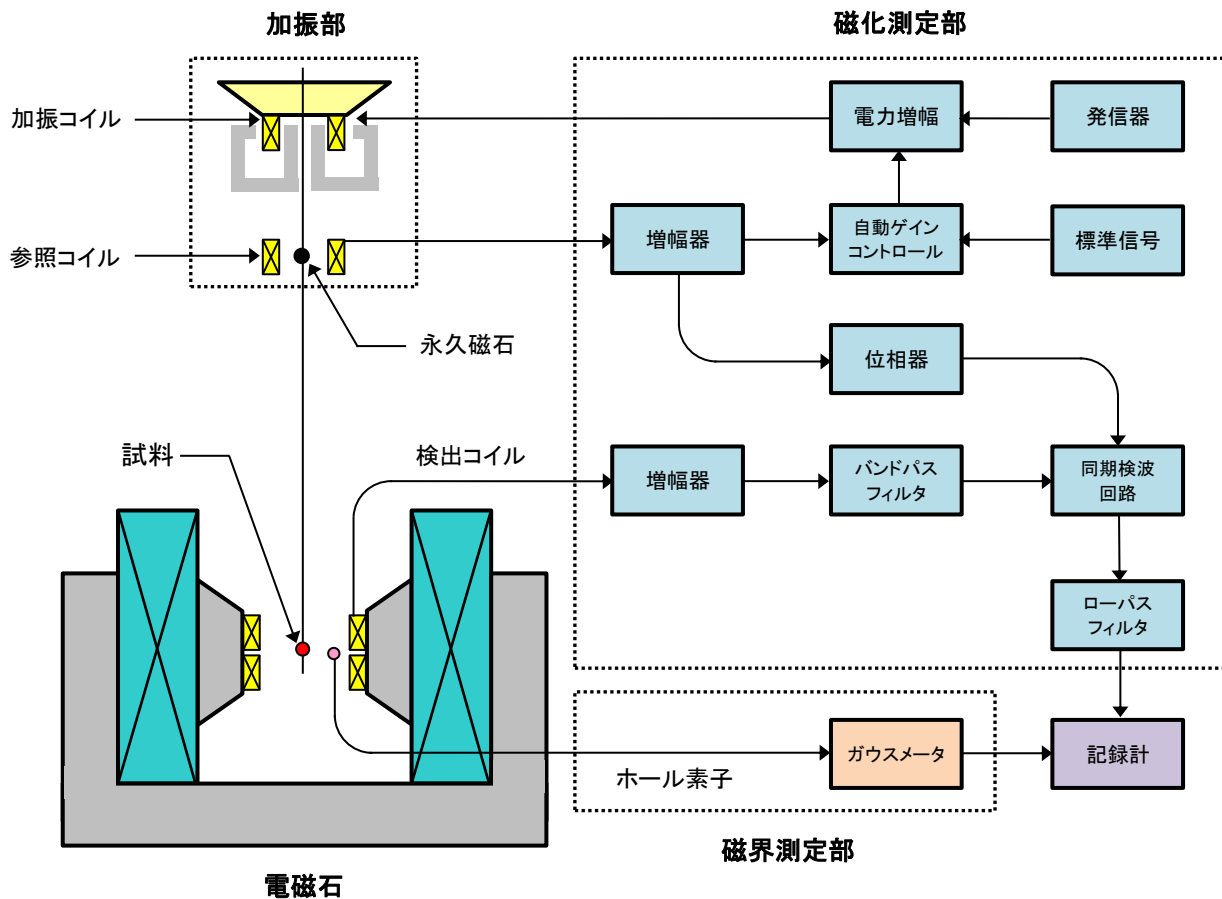 加振部
磁化測定部
加振コイル
電力増幅
発信器
参照コイル
増幅器
自動ゲイン
コントロール
標準信号
永久磁石
位相器
試料
検出コイル
増幅器
バンドパス
フィルタ
同期検波
回路
ローパス
フィルタ
ホール素子
ガウスメータ
記録計
磁界測定部
電磁石